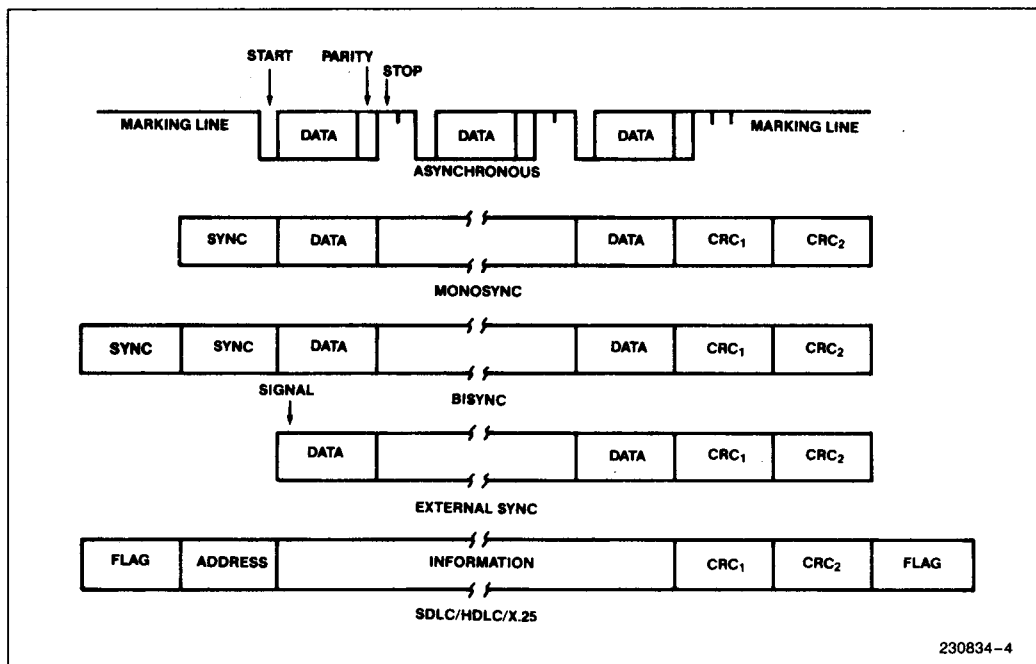 START PARITY STOP
MARKING LINE DATA DATA DATA MARKING LINE
ASYNCHRONOUS
SYNC DATA DATA CRC1 CRC2
MONOSYNC
SYNC SYNC DATA DATA CRC1 CRC2
BISYNC
SIGNAL
DATA DATA CRC1 CRC2
EXTERNAL SYNC
FLAG ADDRESS INFORMATION CRC1 CRC2 FLAG
SDLC/HDLC/X.25
230834-4